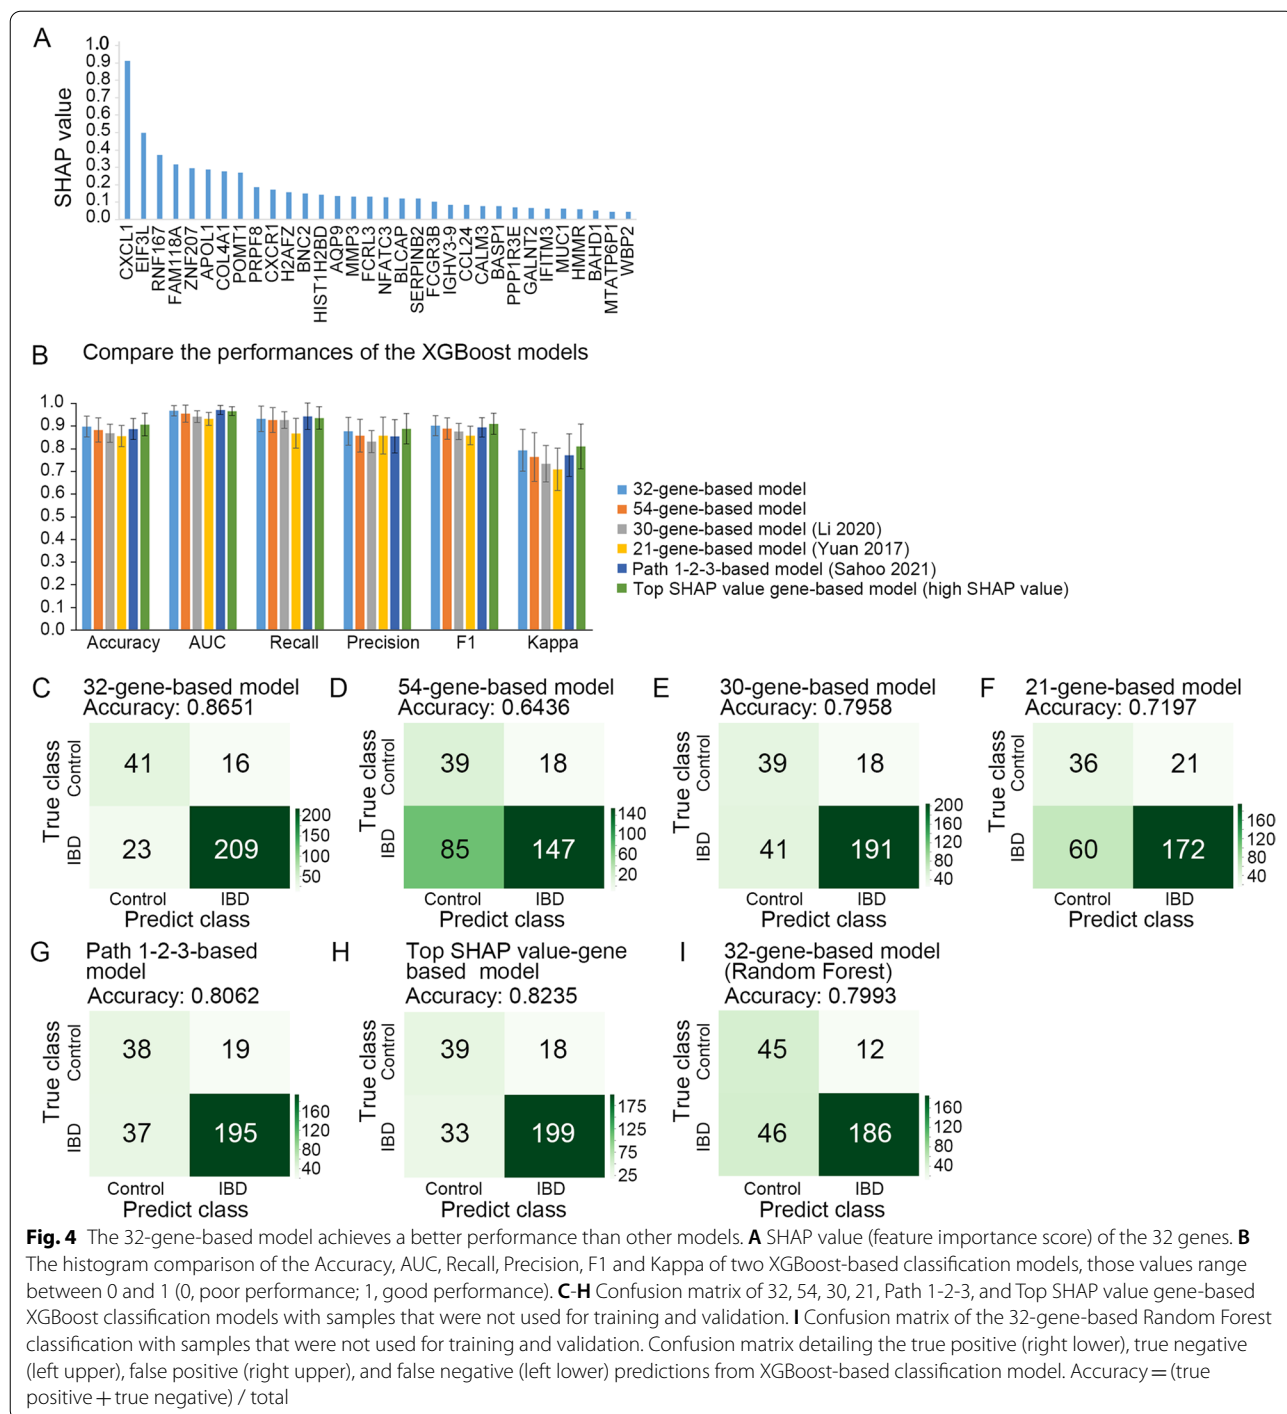 A
SHAP value
1.0
0.9
0.8
0.7
0.6
0.5
0.4
0.3
0.2
0.1
0.0
CXCL1
EIF3L
RNF167
FAM118A
ZNF207
APOL1
COL4A1
POMT1
PRPF8
CXCR1
H2AFZ
BNC2
HIST1H2BD
AQP9
MMP3
FCRL3
NFATC3
BLCAP
SERPINB2
FCGR3B
IGHV3-9
CCL24
CALM3
BASP1
PPP1R3E
GALNT2
IFITM3
MUC1
HMMR
BAHD1
MTATP6P1
WBP2
B Compare the performances of the XGBoost models
1.0
0.9
0.8
0.7
0.6
0.5
0.4
0.3
0.2
0.1
0.0
Accuracy AUC Recall Precision F1 Kappa
32-gene-based model
54-gene-based model
30-gene-based model (Li 2020)
21-gene-based model (Yuan 2017)
Path 1-2-3-based model (Sahoo 2021)
Top SHAP value gene-based model (high SHAP value)
C 32-gene-based model
Accuracy: 0.8651
True class
Control
IBD
41 16
23 209
200
150
100
50
Control IBD
Predict class
D 54-gene-based model
Accuracy: 0.6436
True class
Control
IBD
39 18
85 147
140
100
60
20
Control IBD
Predict class
E 30-gene-based model
Accuracy: 0.7958
True class
Control
IBD
39 18
41 191
200
160
120
80
40
Control IBD
Predict class
F 21-gene-based model
Accuracy: 0.7197
True class
Control
IBD
36 21
60 172
160
120
80
40
Control IBD
Predict class
G Path 1-2-3-based
model
Accuracy: 0.8062
True class
Control
IBD
38 19
37 195
160
120
80
40
Control IBD
Predict class
H Top SHAP value-gene
based model
Accuracy: 0.8235
True class
Control
IBD
39 18
33 199
175
125
75
25
Control IBD
Predict class
I 32-gene-based model
(Random Forest)
Accuracy: 0.7993
True class
Control
IBD
45 12
46 186
160
120
80
40
Control IBD
Predict class
Fig. 4 The 32-gene-based model achieves a better performance than other models. A SHAP value (feature importance score) of the 32 genes. B
The histogram comparison of the Accuracy, AUC, Recall, Precision, F1 and Kappa of two XGBoost-based classification models, those values range
between 0 and 1 (0, poor performance; 1, good performance). C-H Confusion matrix of 32, 54, 30, 21, Path 1-2-3, and Top SHAP value gene-based
XGBoost classification models with samples that were not used for training and validation. I Confusion matrix of the 32-gene-based Random Forest
classification with samples that were not used for training and validation. Confusion matrix detailing the true positive (right lower), true negative
(left upper), false positive (right upper), and false negative (left lower) predictions from XGBoost-based classification model. Accuracy = (true
positive + true negative) / total